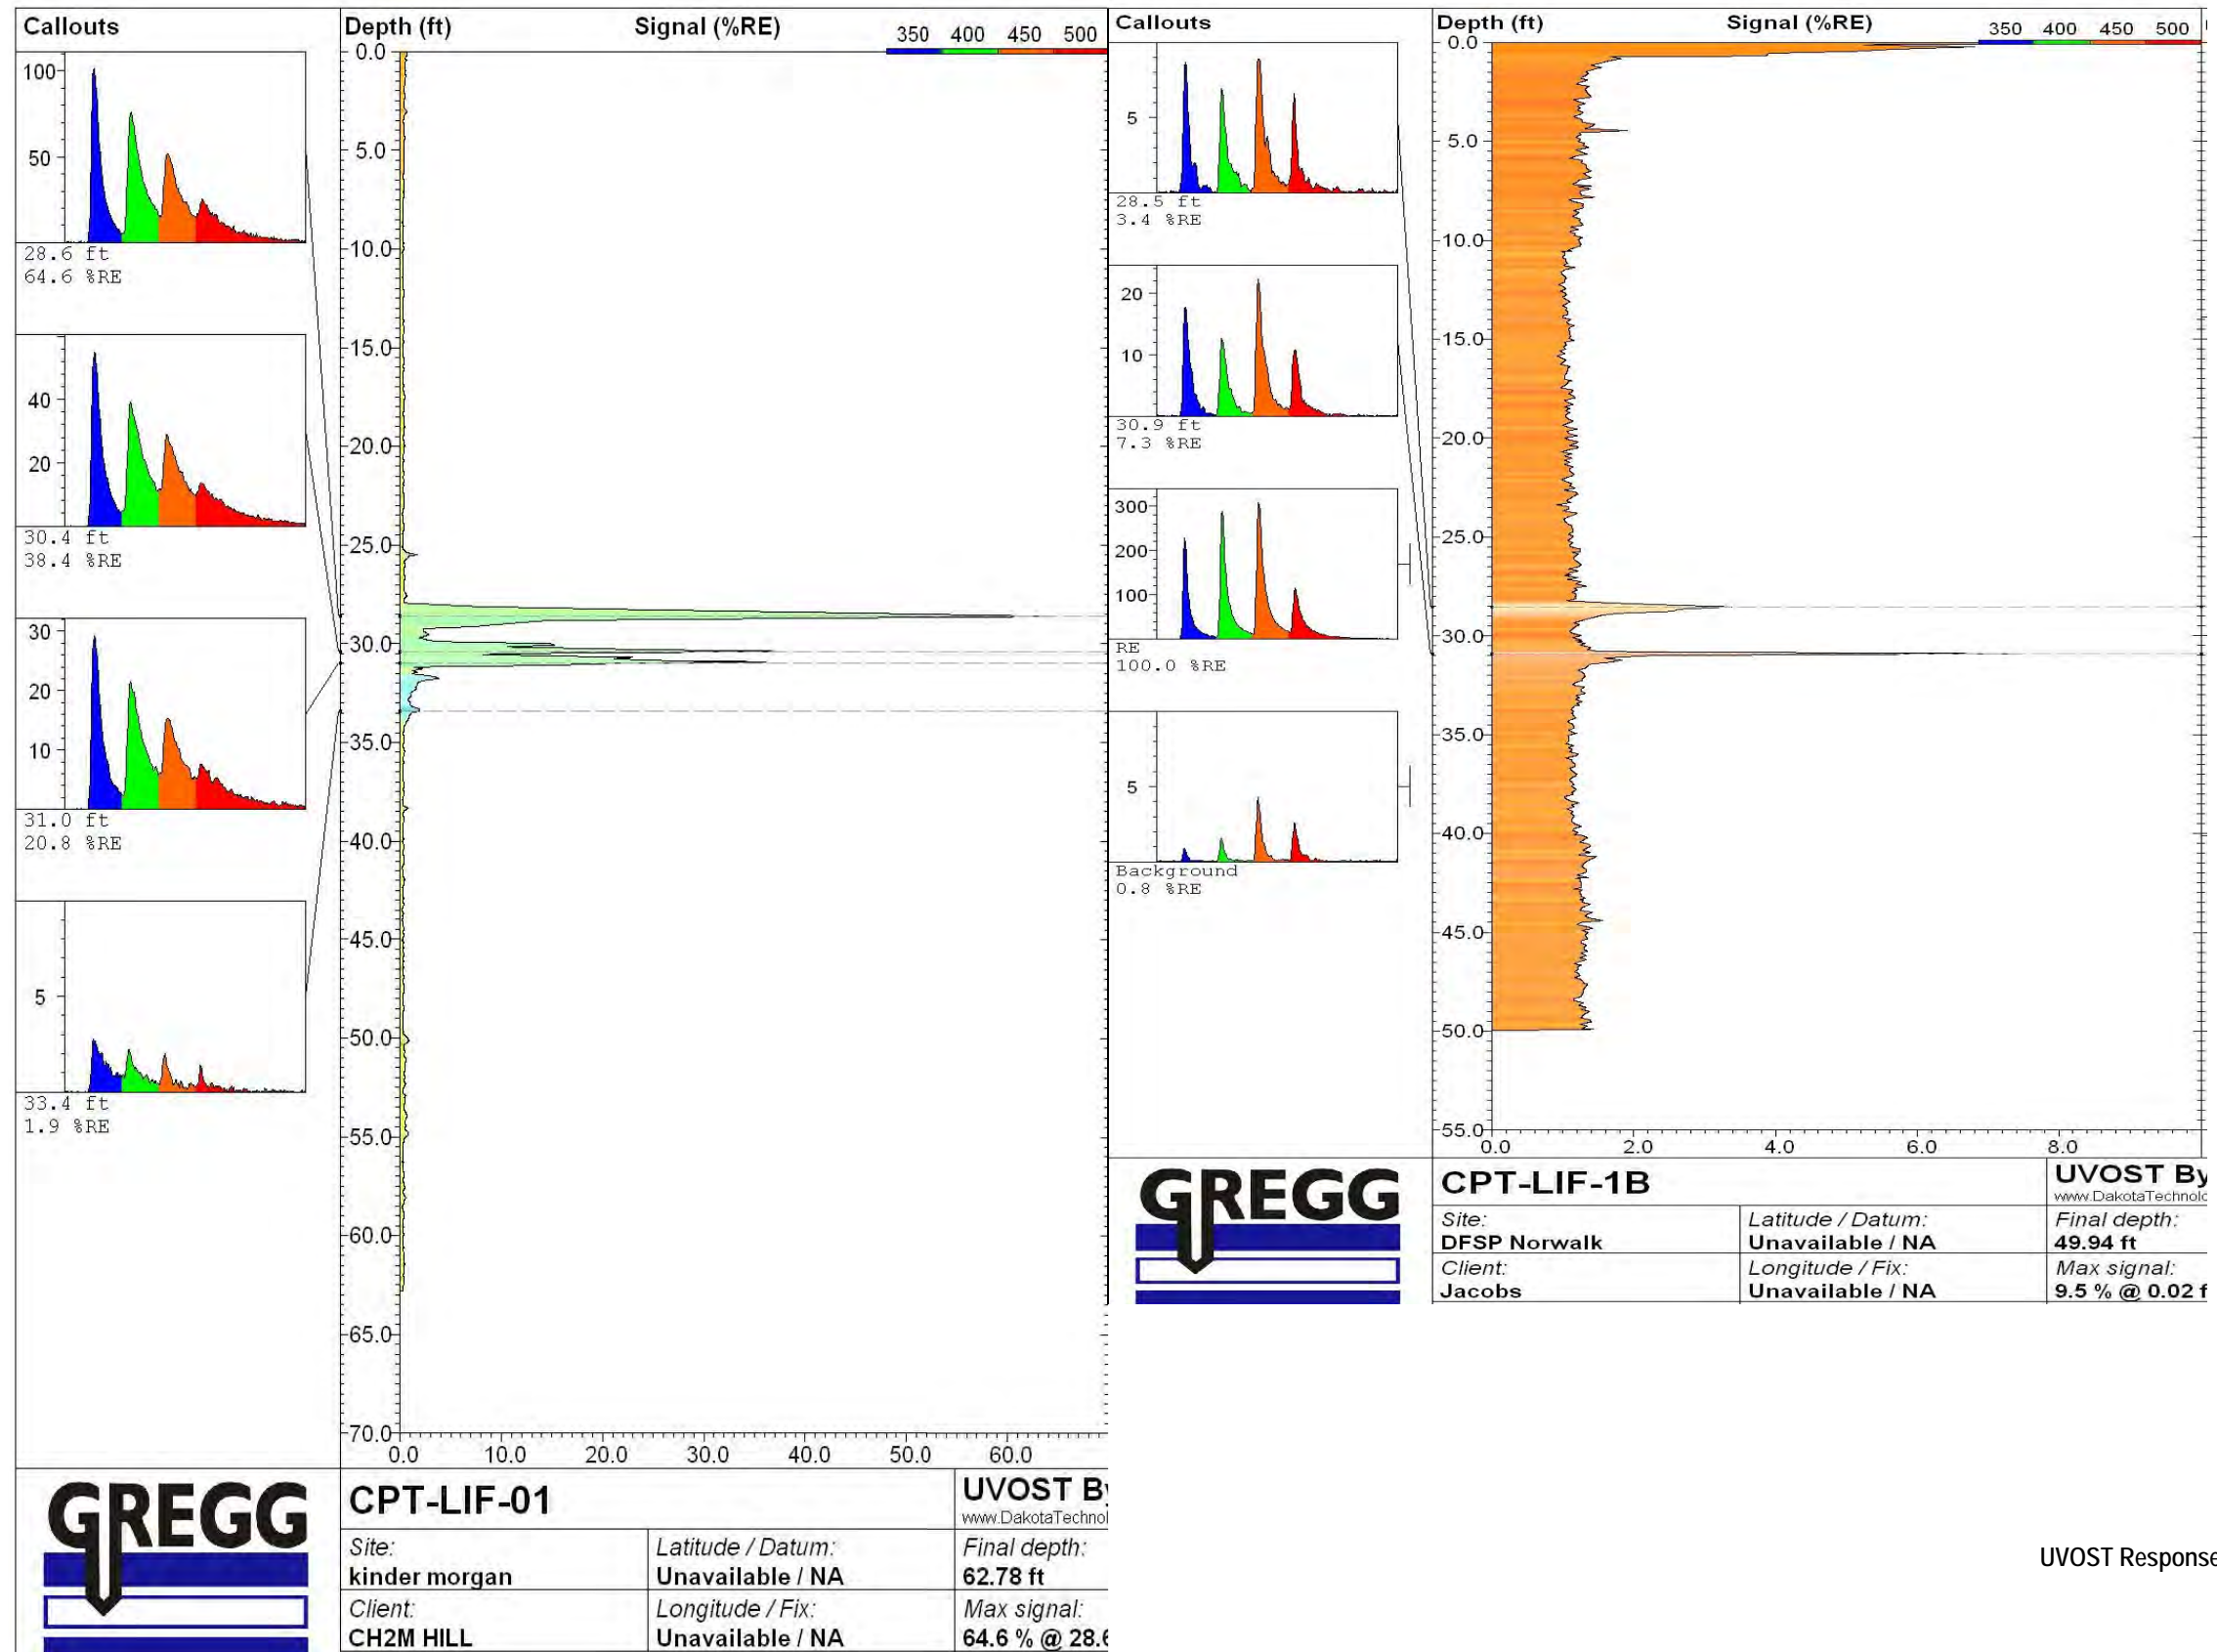 Callouts
Depth (ft)
Signal (%RE)
350 400 450 500
100
50
28.6 ft
64.6 %RE
40
20
30.4 ft
38.4 %RE
30
20
10
31.0 ft
20.8 %RE
5
33.4 ft
1.9 %RE
0.0
5.0
10.0
15.0
20.0
25.0
30.0
35.0
40.0
45.0
50.0
55.0
60.0
65.0
70.0
0.0 10.0 20.0 30.0 40.0 50.0 60.0
GREGG
CPT-LIF-01
UVOST By
www.DakotaTechnol
Site:
kinder morgan
Latitude / Datum:
Unavailable / NA
Final depth:
62.78 ft
Client:
CH2M HILL
Longitude / Fix:
Unavailable / NA
Max signal:
64.6 % @ 28.6
Callouts
Depth (ft)
Signal (%RE)
350 400 450 500
5
28.5 ft
3.4 %RE
20
10
30.9 ft
7.3 %RE
300
200
100
RE
100.0 %RE
5
Background
0.8 %RE
0.0
5.0
10.0
15.0
20.0
25.0
30.0
35.0
40.0
45.0
50.0
55.0
0.0 2.0 4.0 6.0 8.0
GREGG
CPT-LIF-1B
UVOST By
www.DakotaTechnolo
Site:
DFSP Norwalk
Latitude / Datum:
Unavailable / NA
Final depth:
49.94 ft
Client:
Jacobs
Longitude / Fix:
Unavailable / NA
Max signal:
9.5 % @ 0.02 f
UVOST Response